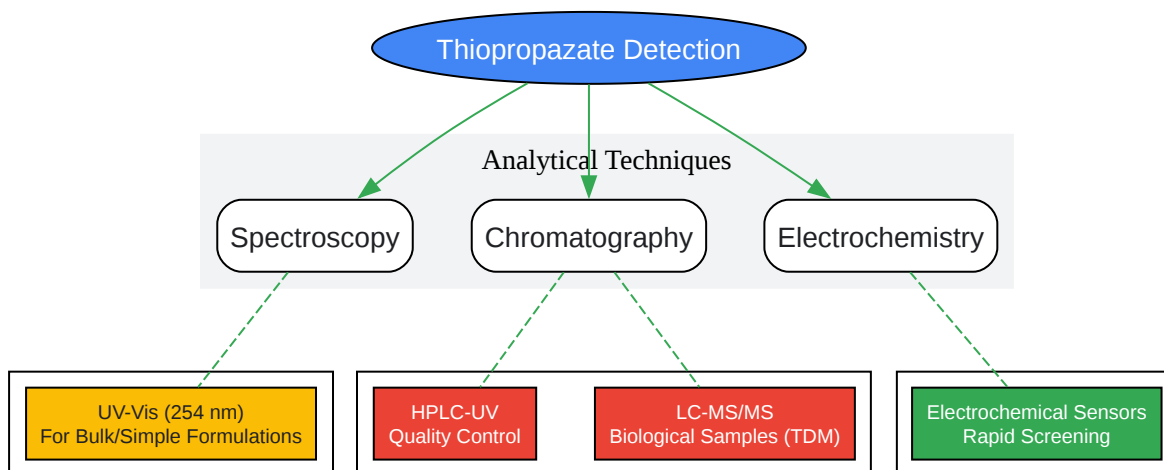 Thiopropazate Detection
Analytical Techniques
Spectroscopy
Chromatography
Electrochemistry
UV-Vis (254 nm)
For Bulk/Simple Formulations
HPLC-UV
Quality Control
LC-MS/MS
Biological Samples (TDM)
Electrochemical Sensors
Rapid Screening